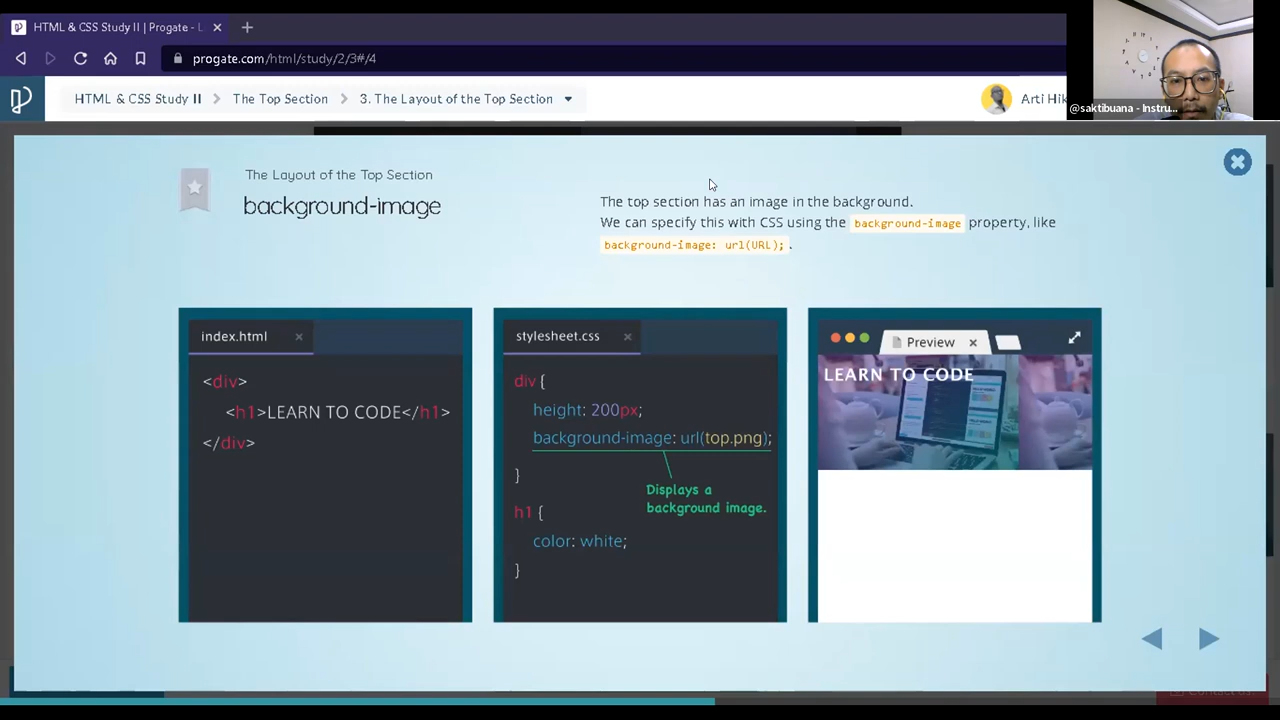 HTML & CSS Study II | Progate - L
progate.com/html/study/2/3#/4
HTML & CSS Study II
The Top Section
3. The Layout of the Top Section
Arti Hik
@saktibuana - Instru...
The Layout of the Top Section
background-image
The top section has an image in the background.
We can specify this with CSS using the background-image property, like
background-image: url(URL); .
index.html
<div>
<h1>LEARN TO CODE</h1>
</div>
stylesheet.css
div {
height: 200px;
background-image: url(top.png);
}
Displays a
background image.
h1 {
color: white;
}
Preview
LEARN TO CODE
Contact us